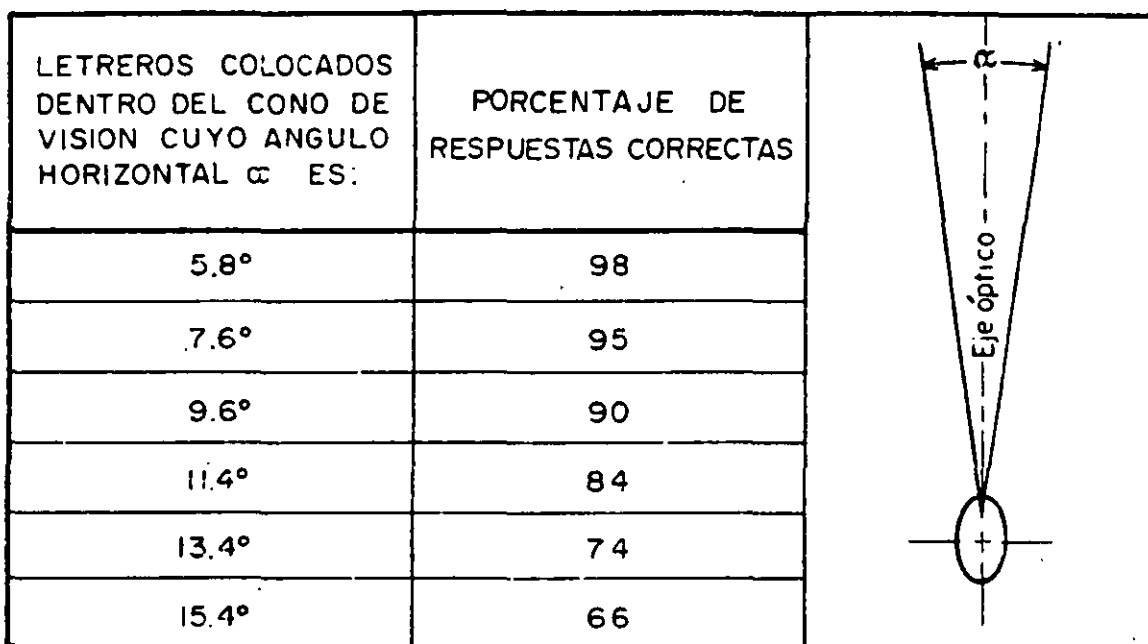 LETREROS COLOCADOS
DENTRO DEL CONO DE
VISION CUYO ANGULO
HORIZONTAL α ES:
PORCENTAJE DE
RESPUESTAS CORRECTAS
5.8° 98
7.6° 95
9.6° 90
11.4° 84
13.4° 74
15.4° 66
α
Eje óptico